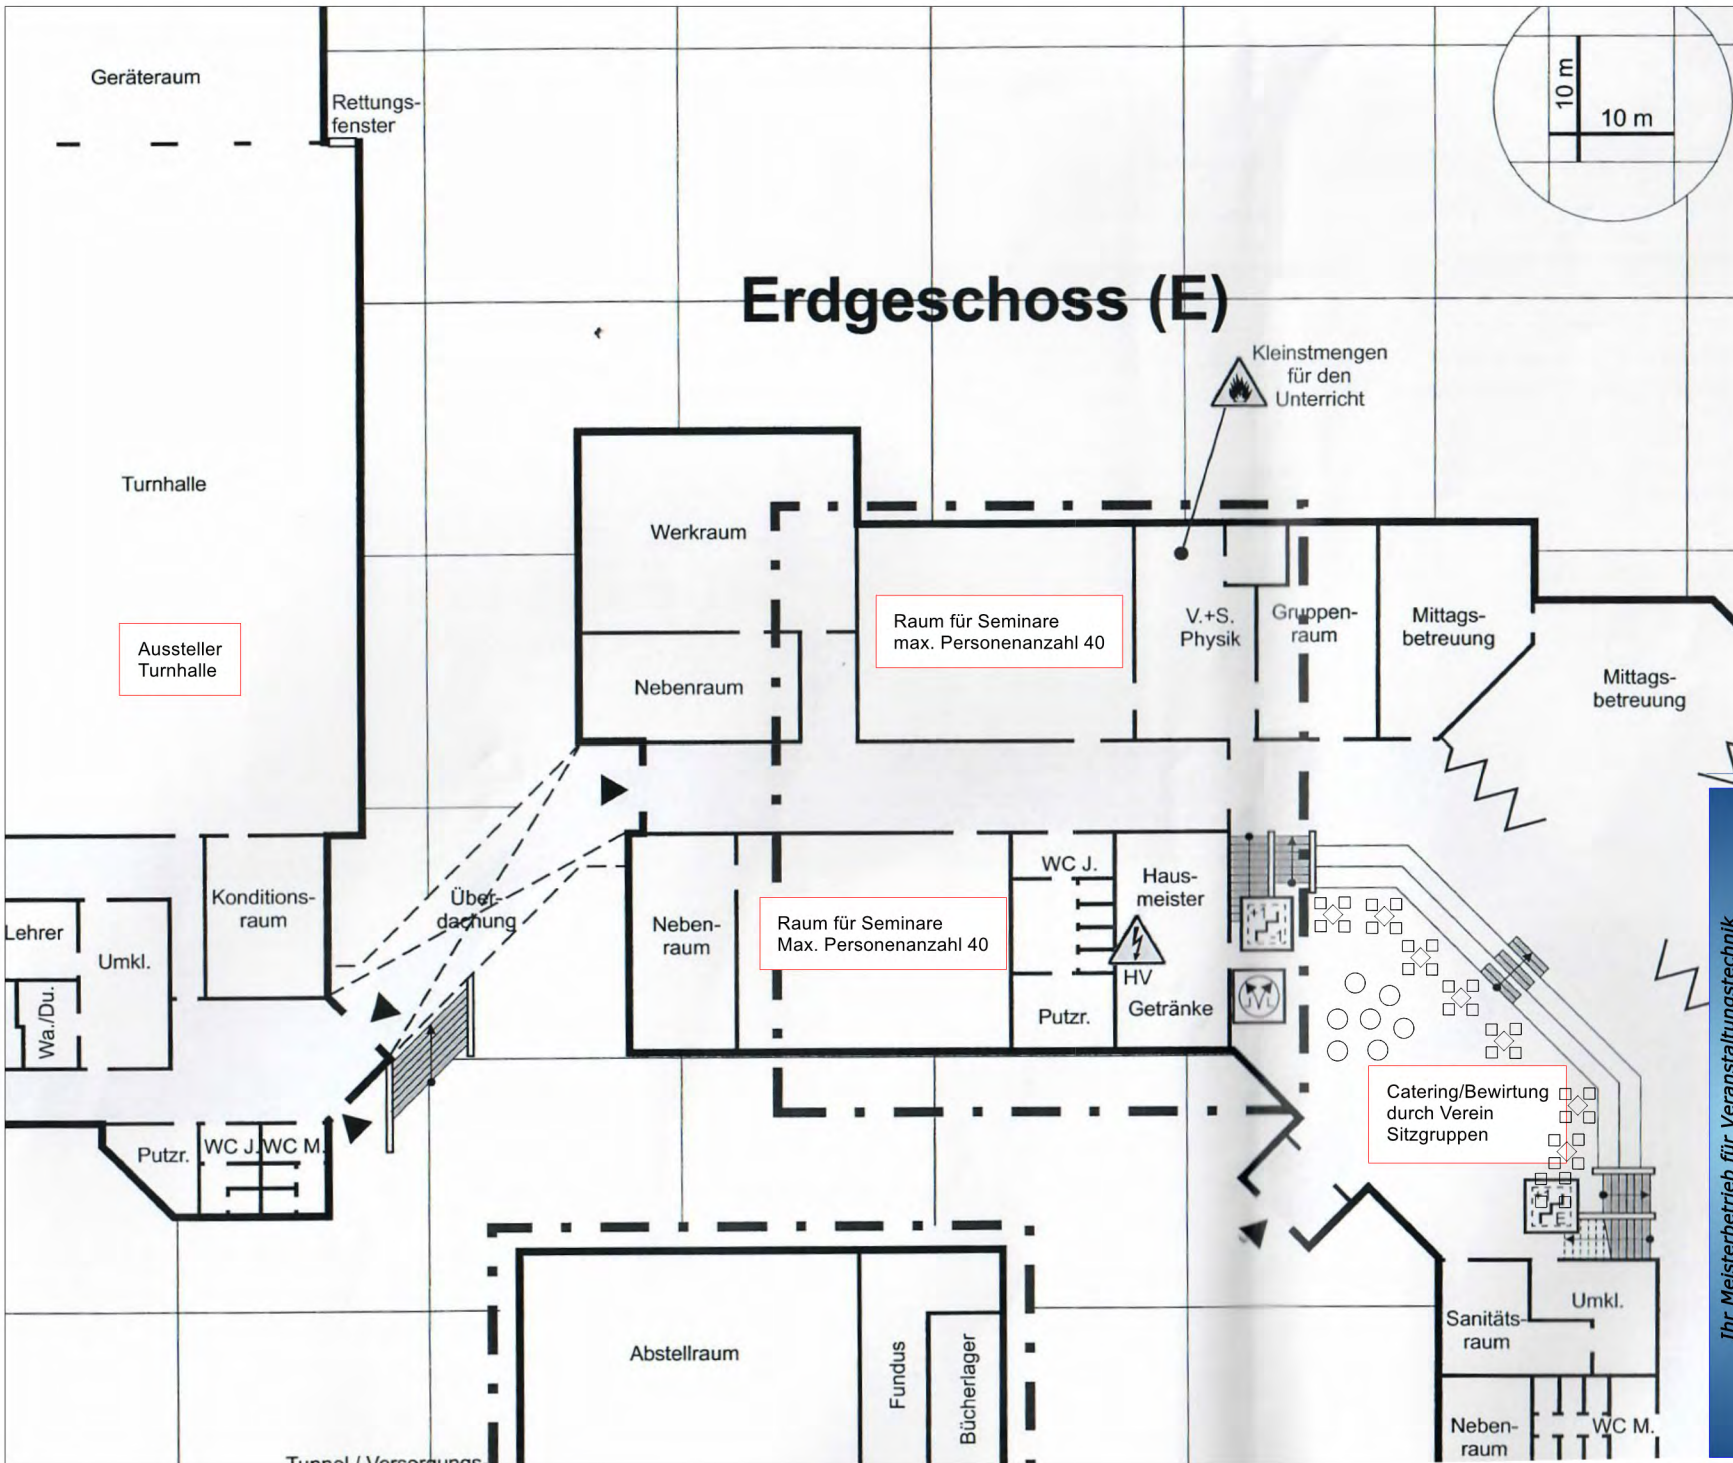 Geräteraum
Rettungs-
fenster
10 m
10 m
Erdgeschoss (E)
Kleinstmengen
für den
Unterricht
Turnhalle
Werkraum
Aussteller
Turnhalle
Raum für Seminare
max. Personenanzahl 40
V.+S.
Physik
Gruppen-
raum
Mittags-
betreuung
Mittags-
betreuung
Nebenraum
Konditions-
raum
Über-
dachung
Lehrer
Umkl.
Wa./Du.
Neben-
raum
Raum für Seminare
Max. Personenanzahl 40
WC J.
Haus-
meister
HV
Getränke
Putzr.
+1
-1
Catering/Bewirtung
durch Verein
Sitzgruppen
Putzr.
WC J.
WC M.
E
Sanitäts-
raum
Umkl.
Abstellraum
Fundus
Bücherlager
Neben-
raum
WC M.
Ihr Meisterbetrieb für Veranstaltungstechnik